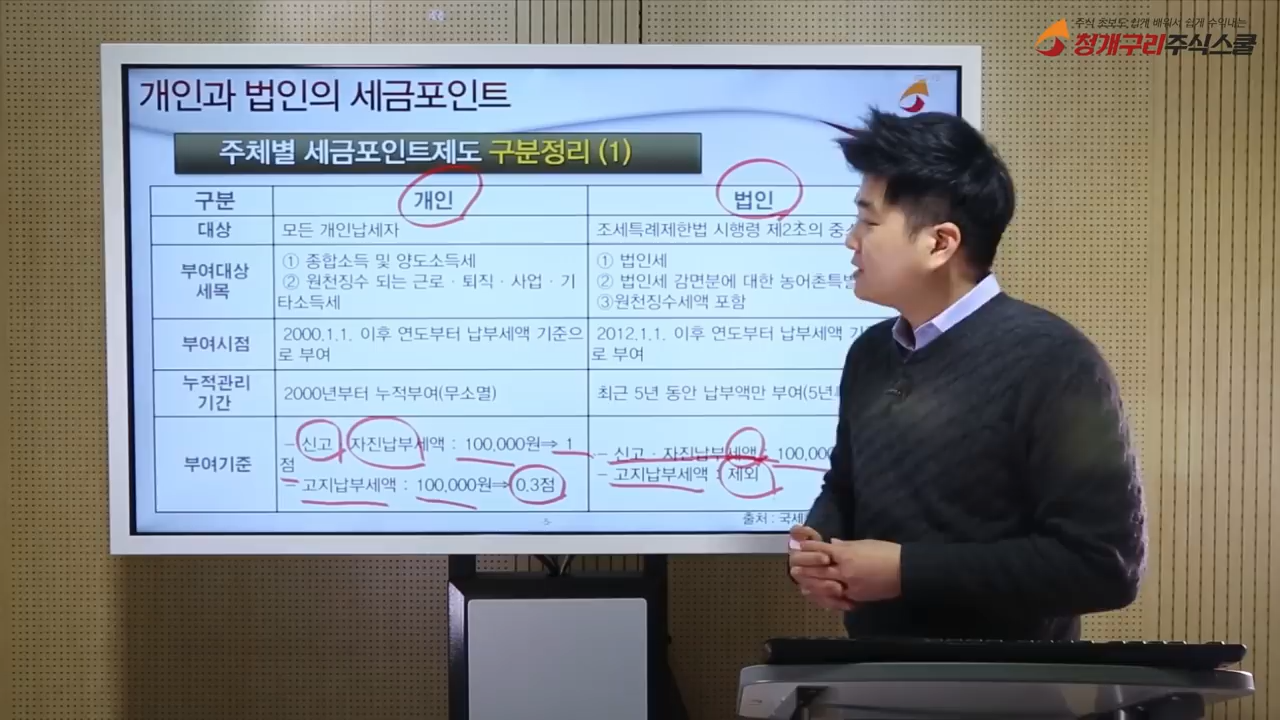 주식 초보도 쉽게 배워서 쉽게 수익내는
청개구리주식스쿨
개인과 법인의 세금포인트
주체별 세금포인트제도 구분정리 (1)
구분 개인 법인
대상 모든 개인납세자 조세특례제한법 시행령 제2조의
부여대상 세목
① 종합소득 및 양도소득세
② 원천징수 되는 근로 · 퇴직 · 사업 · 기
타소득세
① 법인세
② 법인세 감면분에 대한
③원천징수세액 포함
부여시점
2000.1.1. 이후 연도부터 납부세액 기준으
로 부여
2012.1.1. 이후 연도부터 납부세액
로 부여
누적관리
기간
2000년부터 누적부여(무소멸)
최근 5년 동안 납부액만 부여(5년
부여기준
- 신고, 자진납부세액 : 100,000원⇒ 1
점
- 고지납부세액 : 100,000원⇒ 0.3점
- 신고 · 자진납부세액 : 100,000
- 고지납부세액 : 제외
-5-
출처 : 국세